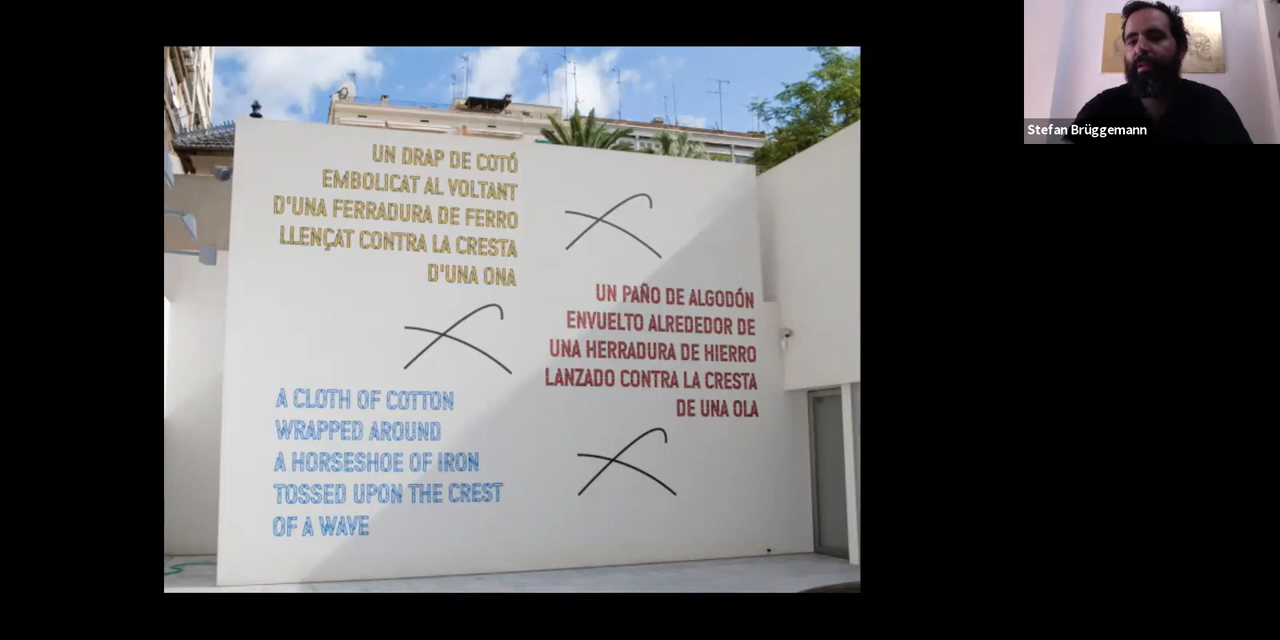 UN DRAP DE COTÓ
EMBOLICAT AL VOLTANT
D'UNA FERRADURA DE FERRO
LLENÇAT CONTRA LA CRESTA
D'UNA ONA
UN PAÑO DE ALGODÓN
ENVUELTO ALREDEDOR DE
UNA HERRADURA DE HIERRO
LANZADO CONTRA LA CRESTA
DE UNA OLA
A CLOTH OF COTTON
WRAPPED AROUND
A HORSESHOE OF IRON
TOSSED UPON THE CREST
OF A WAVE
Stefan Brüggemann